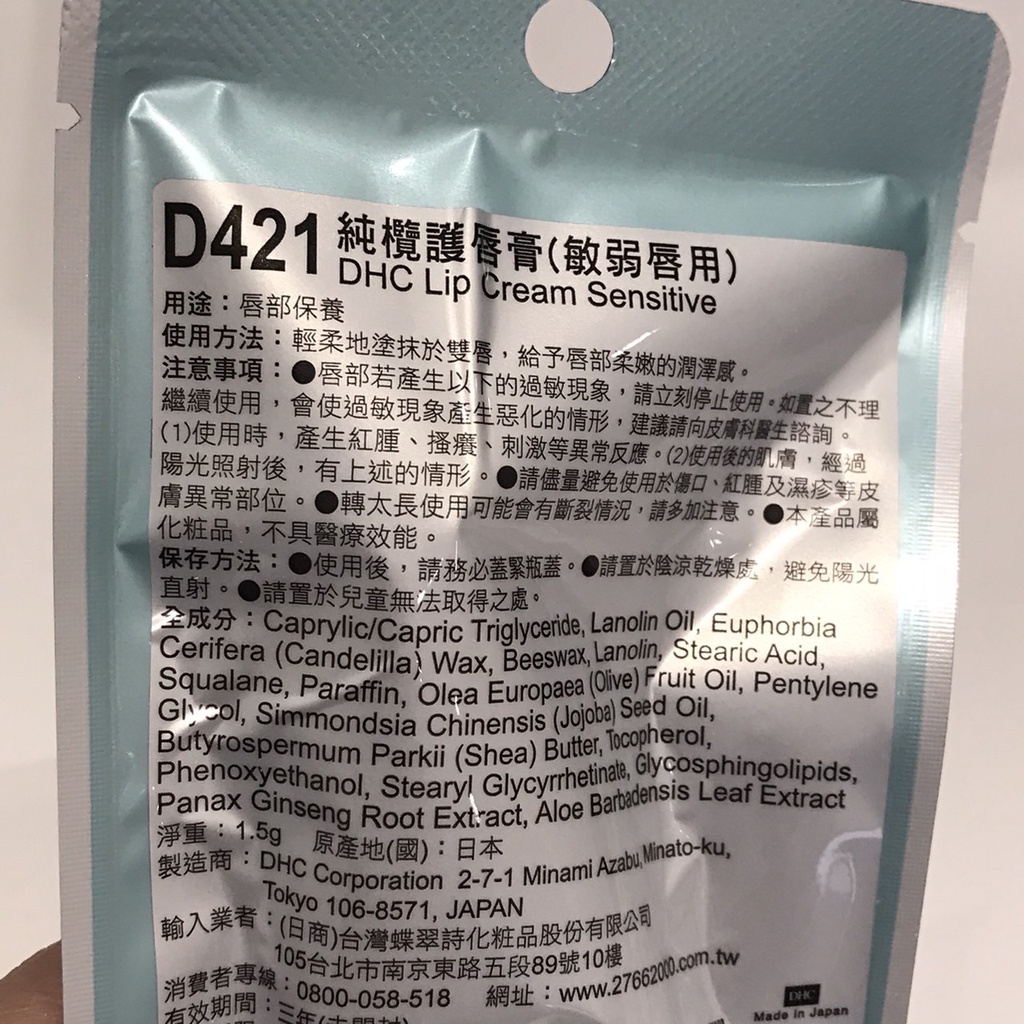 D421 純欖護唇膏(敏弱唇用)
DHC Lip Cream Sensitive
用途：唇部保養
使用方法：輕柔地塗抹於雙唇，給予唇部柔嫩的潤澤感。
注意事項：●唇部若產生以下的過敏現象，請立刻停止使用。如置之不理
繼續使用，會使過敏現象產生惡化的情形，建議請向皮膚科醫生諮詢。
(1)使用時，產生紅腫、搔癢、刺激等異常反應。(2)使用後的肌膚，經過
陽光照射後，有上述的情形。●請儘量避免使用於傷口、紅腫及濕疹等皮
膚異常部位。●轉太長使用可能會有斷裂情況，請多加注意。●本產品屬
化粧品，不具醫療效能。
保存方法：●使用後，請務必蓋緊瓶蓋。●請置於陰涼乾燥處，避免陽光
直射。●請置於兒童無法取得之處。
全成分：Caprylic/Capric Triglyceride, Lanolin Oil, Euphorbia
Cerifera (Candelilla) Wax, Beeswax, Lanolin, Stearic Acid,
Squalane, Paraffin, Olea Europaea (Olive) Fruit Oil, Pentylene
Glycol, Simmondsia Chinensis (Jojoba) Seed Oil,
Butyrospermum Parkii (Shea) Butter, Tocopherol,
Phenoxyethanol, Stearyl Glycyrrhetinate, Glycosphingolipids,
Panax Ginseng Root Extract, Aloe Barbadensis Leaf Extract
淨重：1.5g 原產地(國)：日本
製造商：DHC Corporation 2-7-1 Minami Azabu, Minato-ku,
Tokyo 106-8571, JAPAN
輸入業者：(日商)台灣蝶翠詩化粧品股份有限公司
105台北市南京東路五段89號10樓
消費者專線：0800-058-518 網址：www.27662000.com.tw
有效期間：三年(未開封)
DHC
Made in Japan